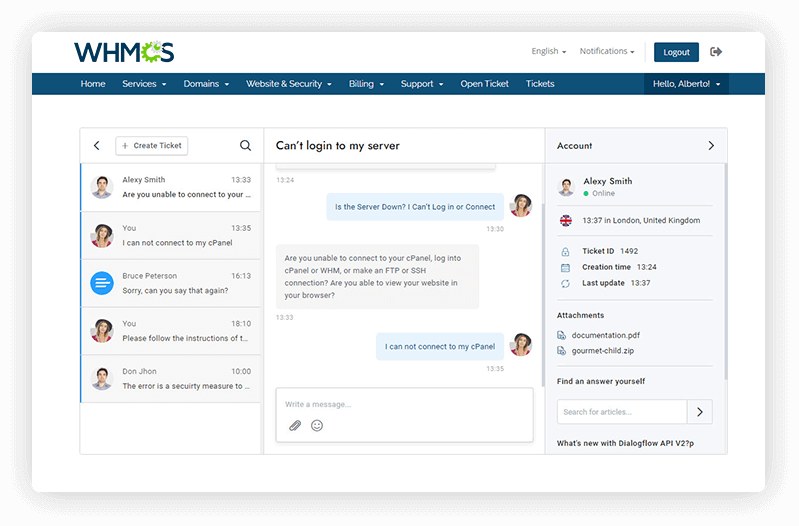 WHMCS
English
Notifications
Logout
Home Services Domains Website & Security Billing Support Open Ticket Tickets Hello, Alberto!
Create Ticket
Alexy Smith 13:33
Are you unable to connect to your ...
You 13:35
I can not connect to my cPanel
Bruce Peterson 16:13
Sorry, can you say that again?
You 18:10
Please follow the instructions of t...
Don Jhon 10:00
The error is a secuirty measure to ...
Can't login to my server
13:24
Is the Server Down? I Can't Log in or Connect
13:30
Are you unable to connect to your cPanel, log into
cPanel or WHM, or make an FTP or SSH
connection? Are you able to view your website in
your browser?
13:33
I can not connect to my cPanel
13:35
Write a message...
Account
Alexy Smith
Online
13:37 in London, United Kingdom
Ticket ID 1492
Creation time 13:24
Last update 13:37
Attachments
documentation.pdf
gourmet-child.zip
Find an answer yourself
Search for articles...
What's new with Dialogflow API V2?p